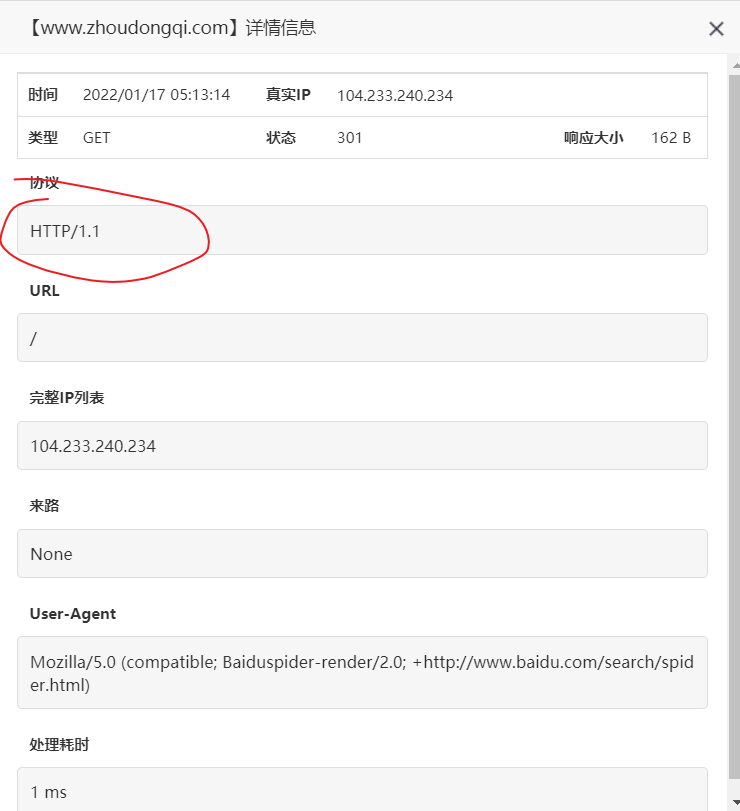 【www.zhoudongqi.com】详情信息
时间 2022/01/17 05:13:14 真实IP 104.233.240.234
类型 GET 状态 301 响应大小 162 B
协议
HTTP/1.1
URL
/
完整IP列表
104.233.240.234
来路
None
User-Agent
Mozilla/5.0 (compatible; Baiduspider-render/2.0; +http://www.baidu.com/search/spid
er.html)
处理耗时
1 ms